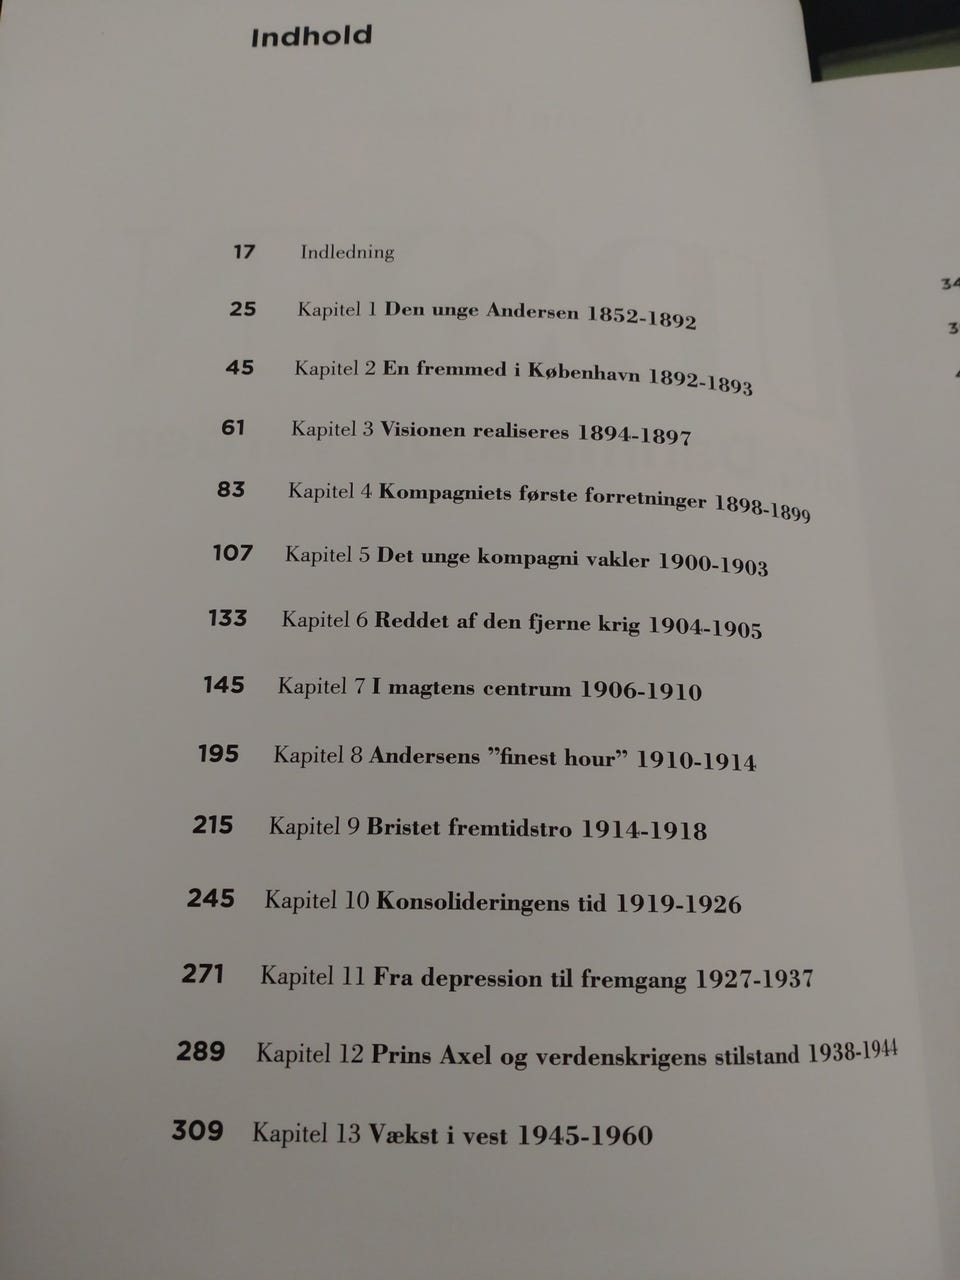 Indhold
17 Indledning
25 Kapitel 1 Den unge Andersen 1852-1892
45 Kapitel 2 En fremmed i København 1892-1893
61 Kapitel 3 Visionen realiseres 1894-1897
83 Kapitel 4 Kompagniets første forretninger 1898-1899
107 Kapitel 5 Det unge kompagni vakler 1900-1903
133 Kapitel 6 Reddet af den fjerne krig 1904-1905
145 Kapitel 7 I magtens centrum 1906-1910
195 Kapitel 8 Andersens ”finest hour” 1910-1914
215 Kapitel 9 Bristet fremtidstro 1914-1918
245 Kapitel 10 Konsolideringens tid 1919-1926
271 Kapitel 11 Fra depression til fremgang 1927-1937
289 Kapitel 12 Prins Axel og verdenskrigens stilstand 1938-1944
309 Kapitel 13 Vækst i vest 1945-1960